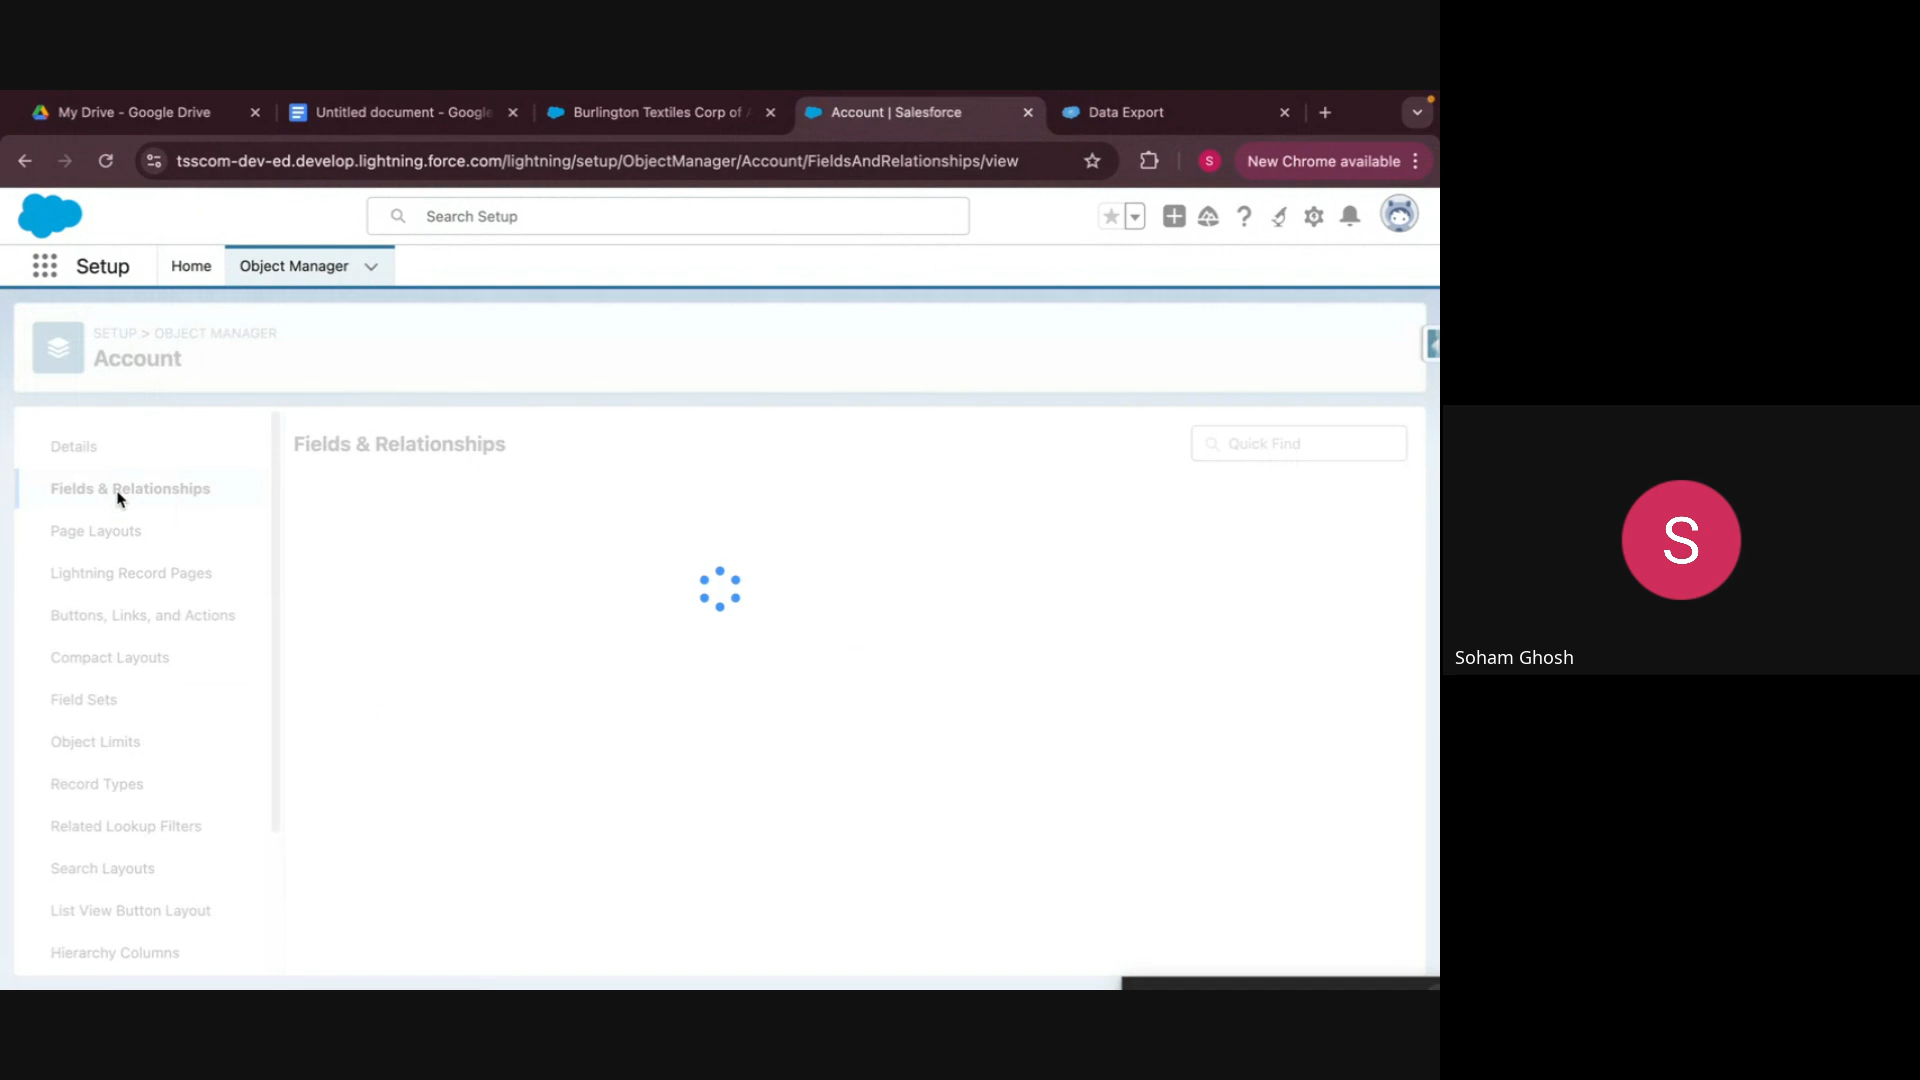 My Drive - Google Drive
Untitled document - Google
Burlington Textiles Corp of
Account | Salesforce
Data Export
tsscom-dev-ed.develop.lightning.force.com/lightning/setup/ObjectManager/Account/FieldsAndRelationships/view
S
New Chrome available
Search Setup
Setup
Home
Object Manager
SETUP > OBJECT MANAGER
Account
Details
Fields & Relationships
Page Layouts
Lightning Record Pages
Buttons, Links, and Actions
Compact Layouts
Field Sets
Object Limits
Record Types
Related Lookup Filters
Search Layouts
List View Button Layout
Hierarchy Columns
Fields & Relationships
Quick Find
S
Soham Ghosh